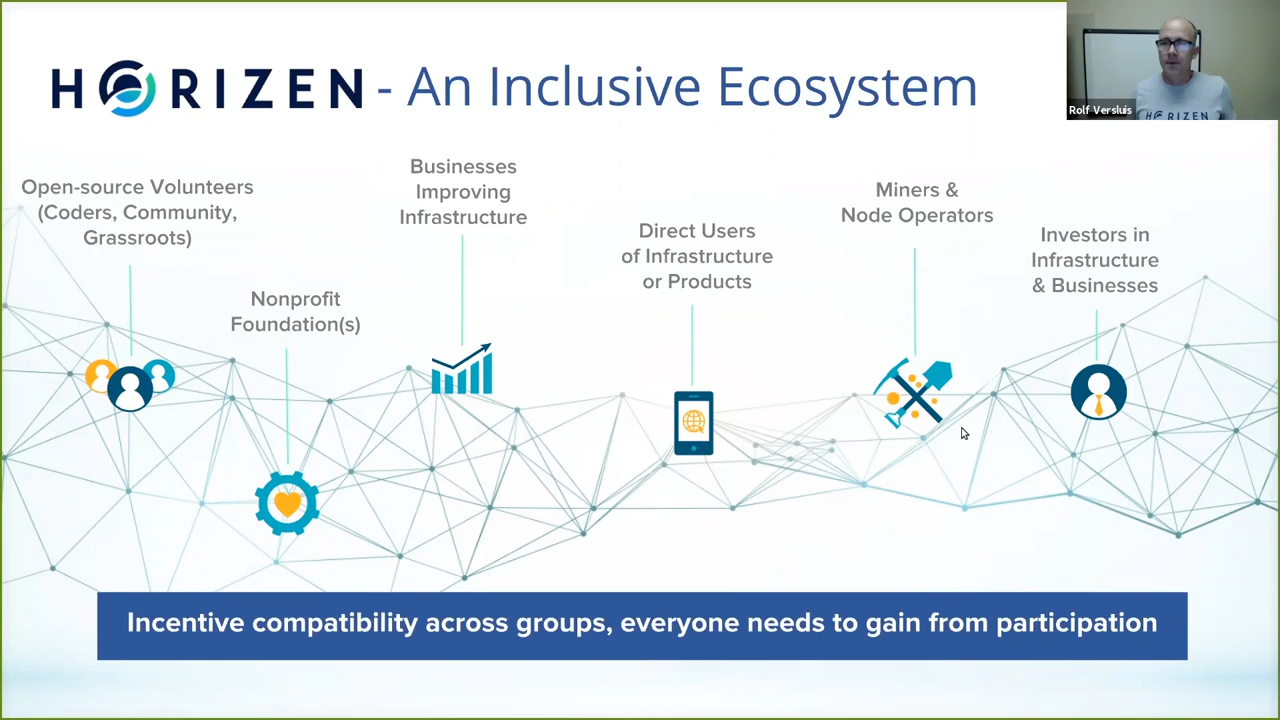 HORIZEN - An Inclusive Ecosystem
Rolf Versluis
HORIZEN
Open-source Volunteers
(Coders, Community,
Grassroots)
Nonprofit
Foundation(s)
Businesses
Improving
Infrastructure
Direct Users
of Infrastructure
or Products
Miners &
Node Operators
Investors in
Infrastructure
& Businesses
Incentive compatibility across groups, everyone needs to gain from participation